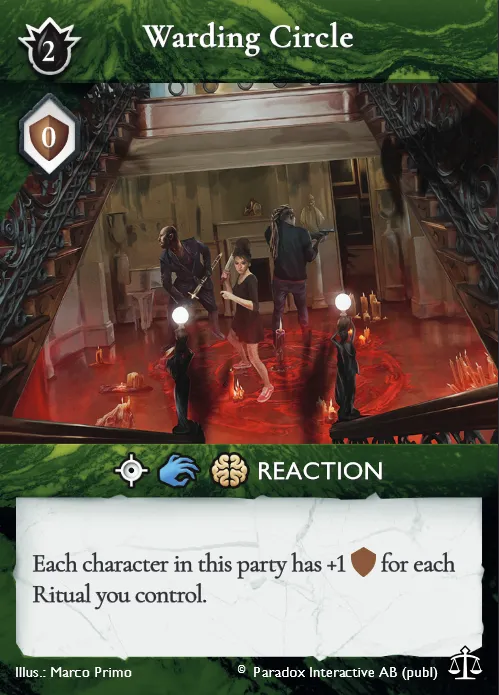 2
Warding Circle
0
REACTION
Each character in this party has +1 for each
Ritual you control.
Illus.: Marco Primo
© Paradox Interactive AB (publ)